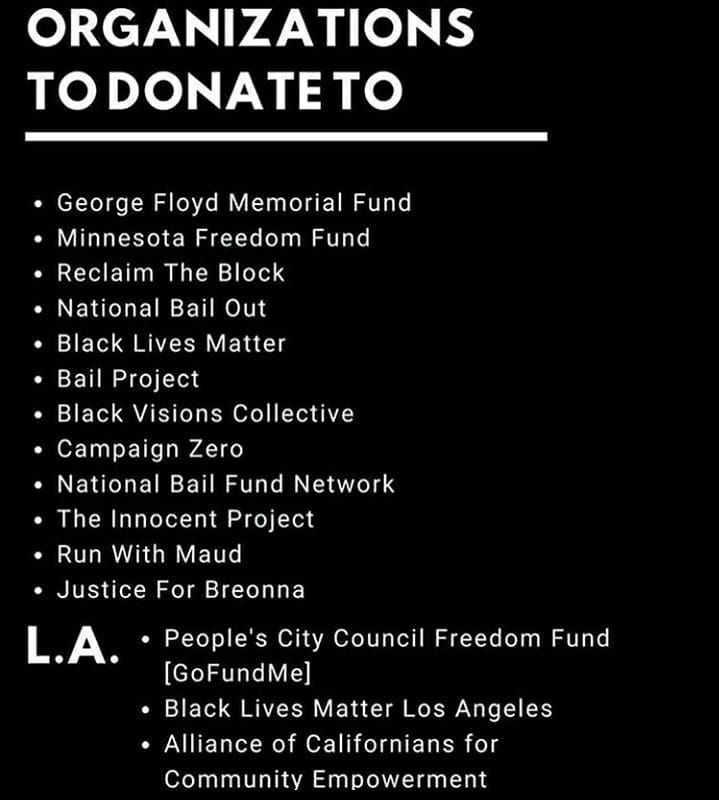 ORGANIZATIONS
TO DONATE TO
• George Floyd Memorial Fund
• Minnesota Freedom Fund
• Reclaim The Block
• National Bail Out
• Black Lives Matter
• Bail Project
• Black Visions Collective
• Campaign Zero
• National Bail Fund Network
• The Innocent Project
• Run With Maud
• Justice For Breonna
L.A. • People's City Council Freedom Fund
[GoFundMe]
• Black Lives Matter Los Angeles
• Alliance of Californians for
Community Empowerment